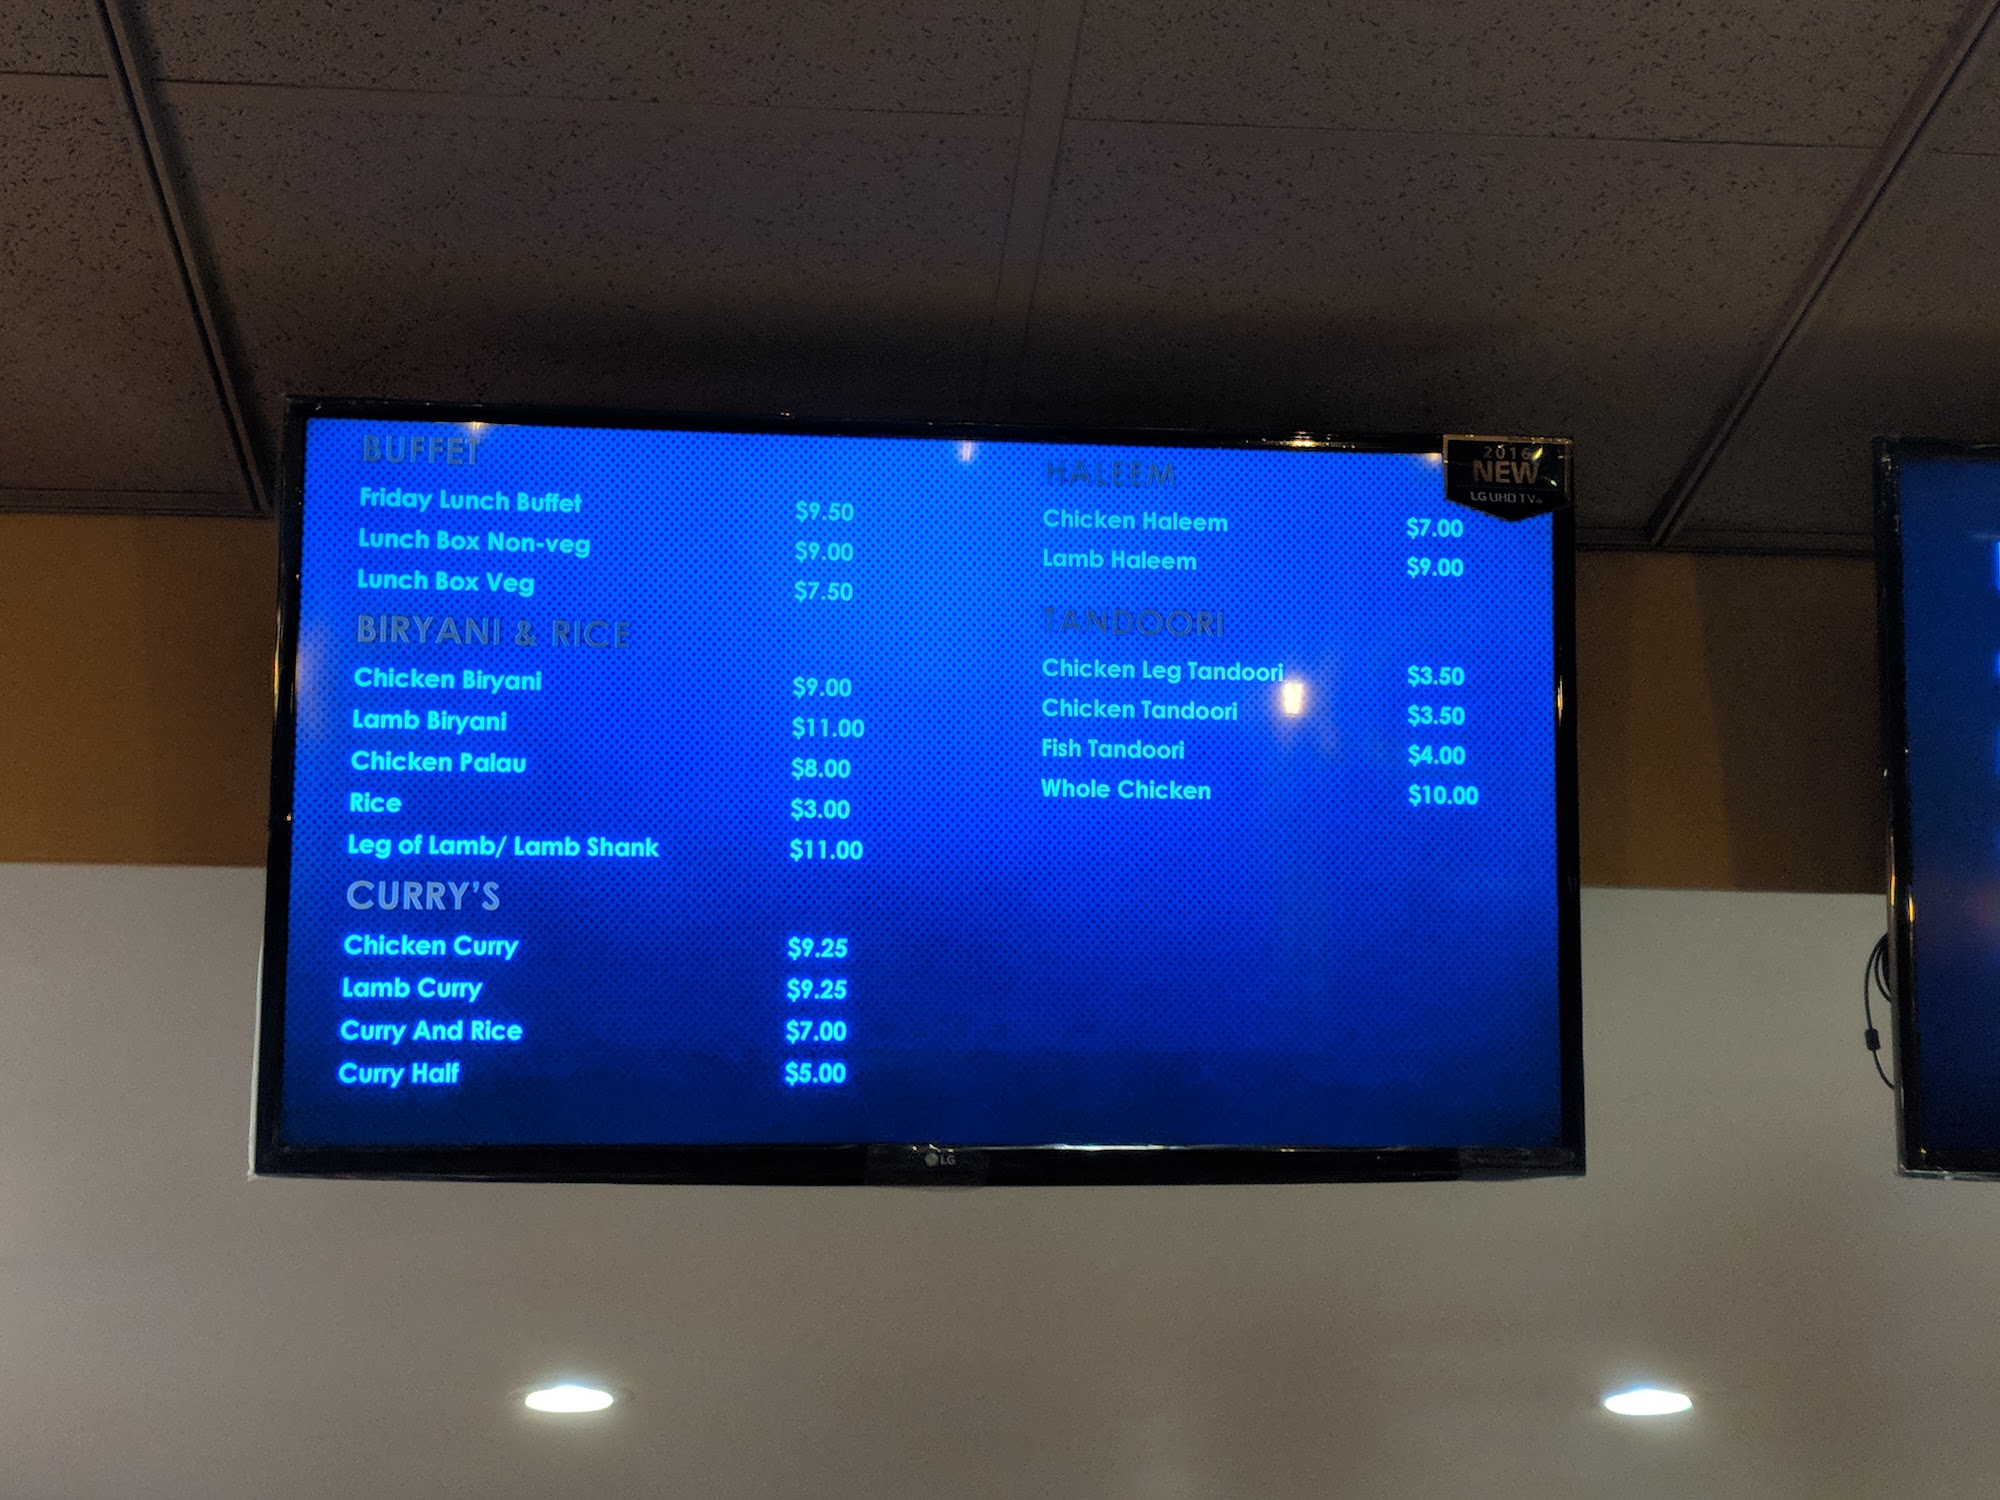 BUFFET
Friday Lunch Buffet $9.50
Lunch Box Non-veg $9.00
Lunch Box Veg $7.50
BIRYANI & RICE
Chicken Biryani $9.00
Lamb Biryani $11.00
Chicken Palau $8.00
Rice $3.00
Leg of Lamb/ Lamb Shank $11.00
CURRY'S
Chicken Curry $9.25
Lamb Curry $9.25
Curry And Rice $7.00
Curry Half $5.00
HALEEM
Chicken Haleem $7.00
Lamb Haleem $9.00
TANDOORI
Chicken Leg Tandoori $3.50
Chicken Tandoori $3.50
Fish Tandoori $4.00
Whole Chicken $10.00
2016
NEW
LG UHD TV
LG